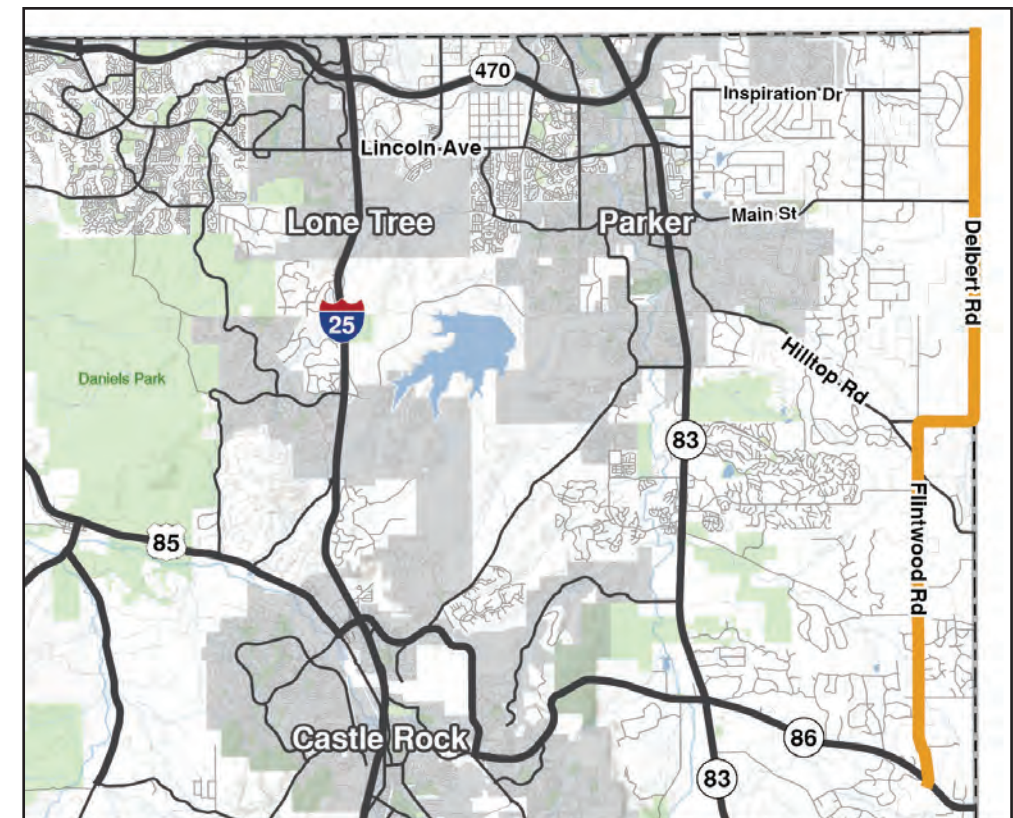 470
Inspiration Dr
Lincoln Ave
Lone Tree
Parker
Main St
Delbert Rd
25
Hilltop Rd
Daniels Park
83
Flintwood Rd
85
Castle Rock
86
83